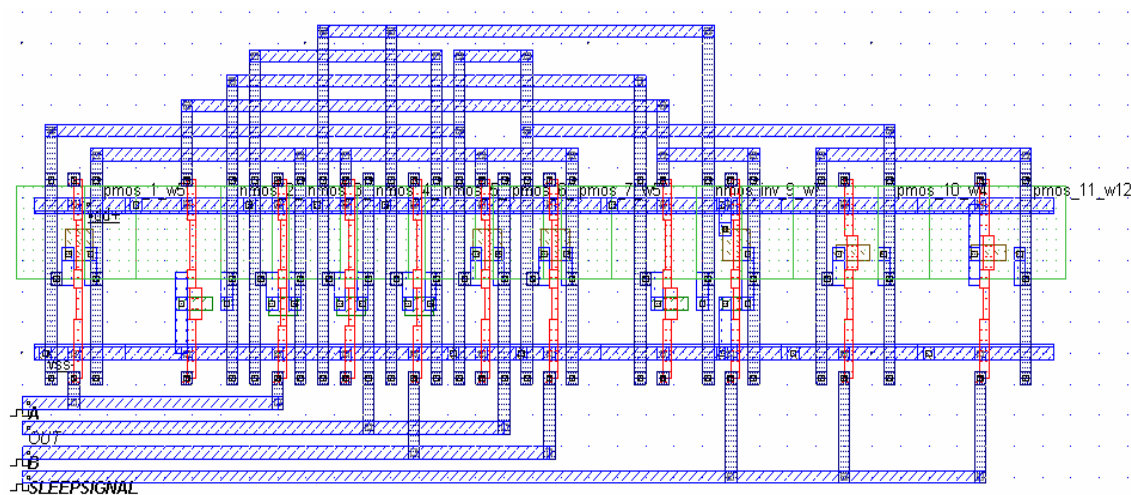 pmos_1_w5 nmos_2 nmos_3 nmos_4 nmos_5 pmos_6 pmos_7_w5 nmos_inv_9_w pmos_10_w4 pmos_11_w12
vdd+
vss-
A
OUT
B
SLEEPSIGNAL